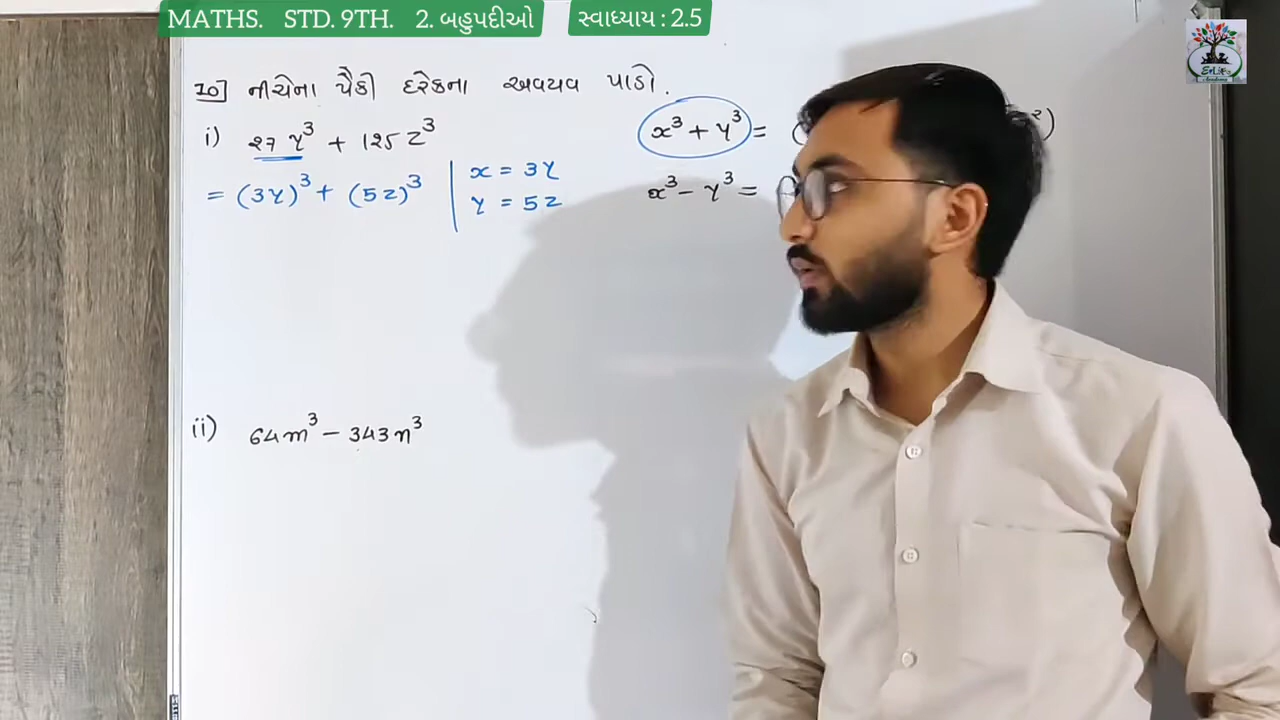 MATHS. STD. 9TH. 2. બહુપદીઓ સ્વાધ્યાય : 2.5
10] નીચેના પૈકી દરેકના અવયવ પાડો.
i) 27 y³ + 125 z³
= (3y)³ + (5z)³
x = 3y
y = 5z
x³ + y³ = (
x³ - y³ =
ii) 64m³ - 343n³